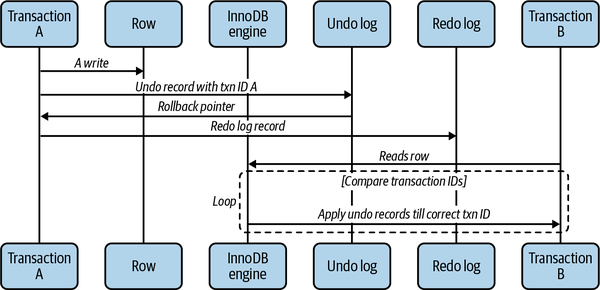 Transaction
A
Row
InnoDB
engine
Undo log
Redo log
Transaction
B
A write
Undo record with txn ID A
Rollback pointer
Redo log record
Reads row
[Compare transaction IDs]
Loop
Apply undo records till correct txn ID
Transaction
A
Row
InnoDB
engine
Undo log
Redo log
Transaction
B